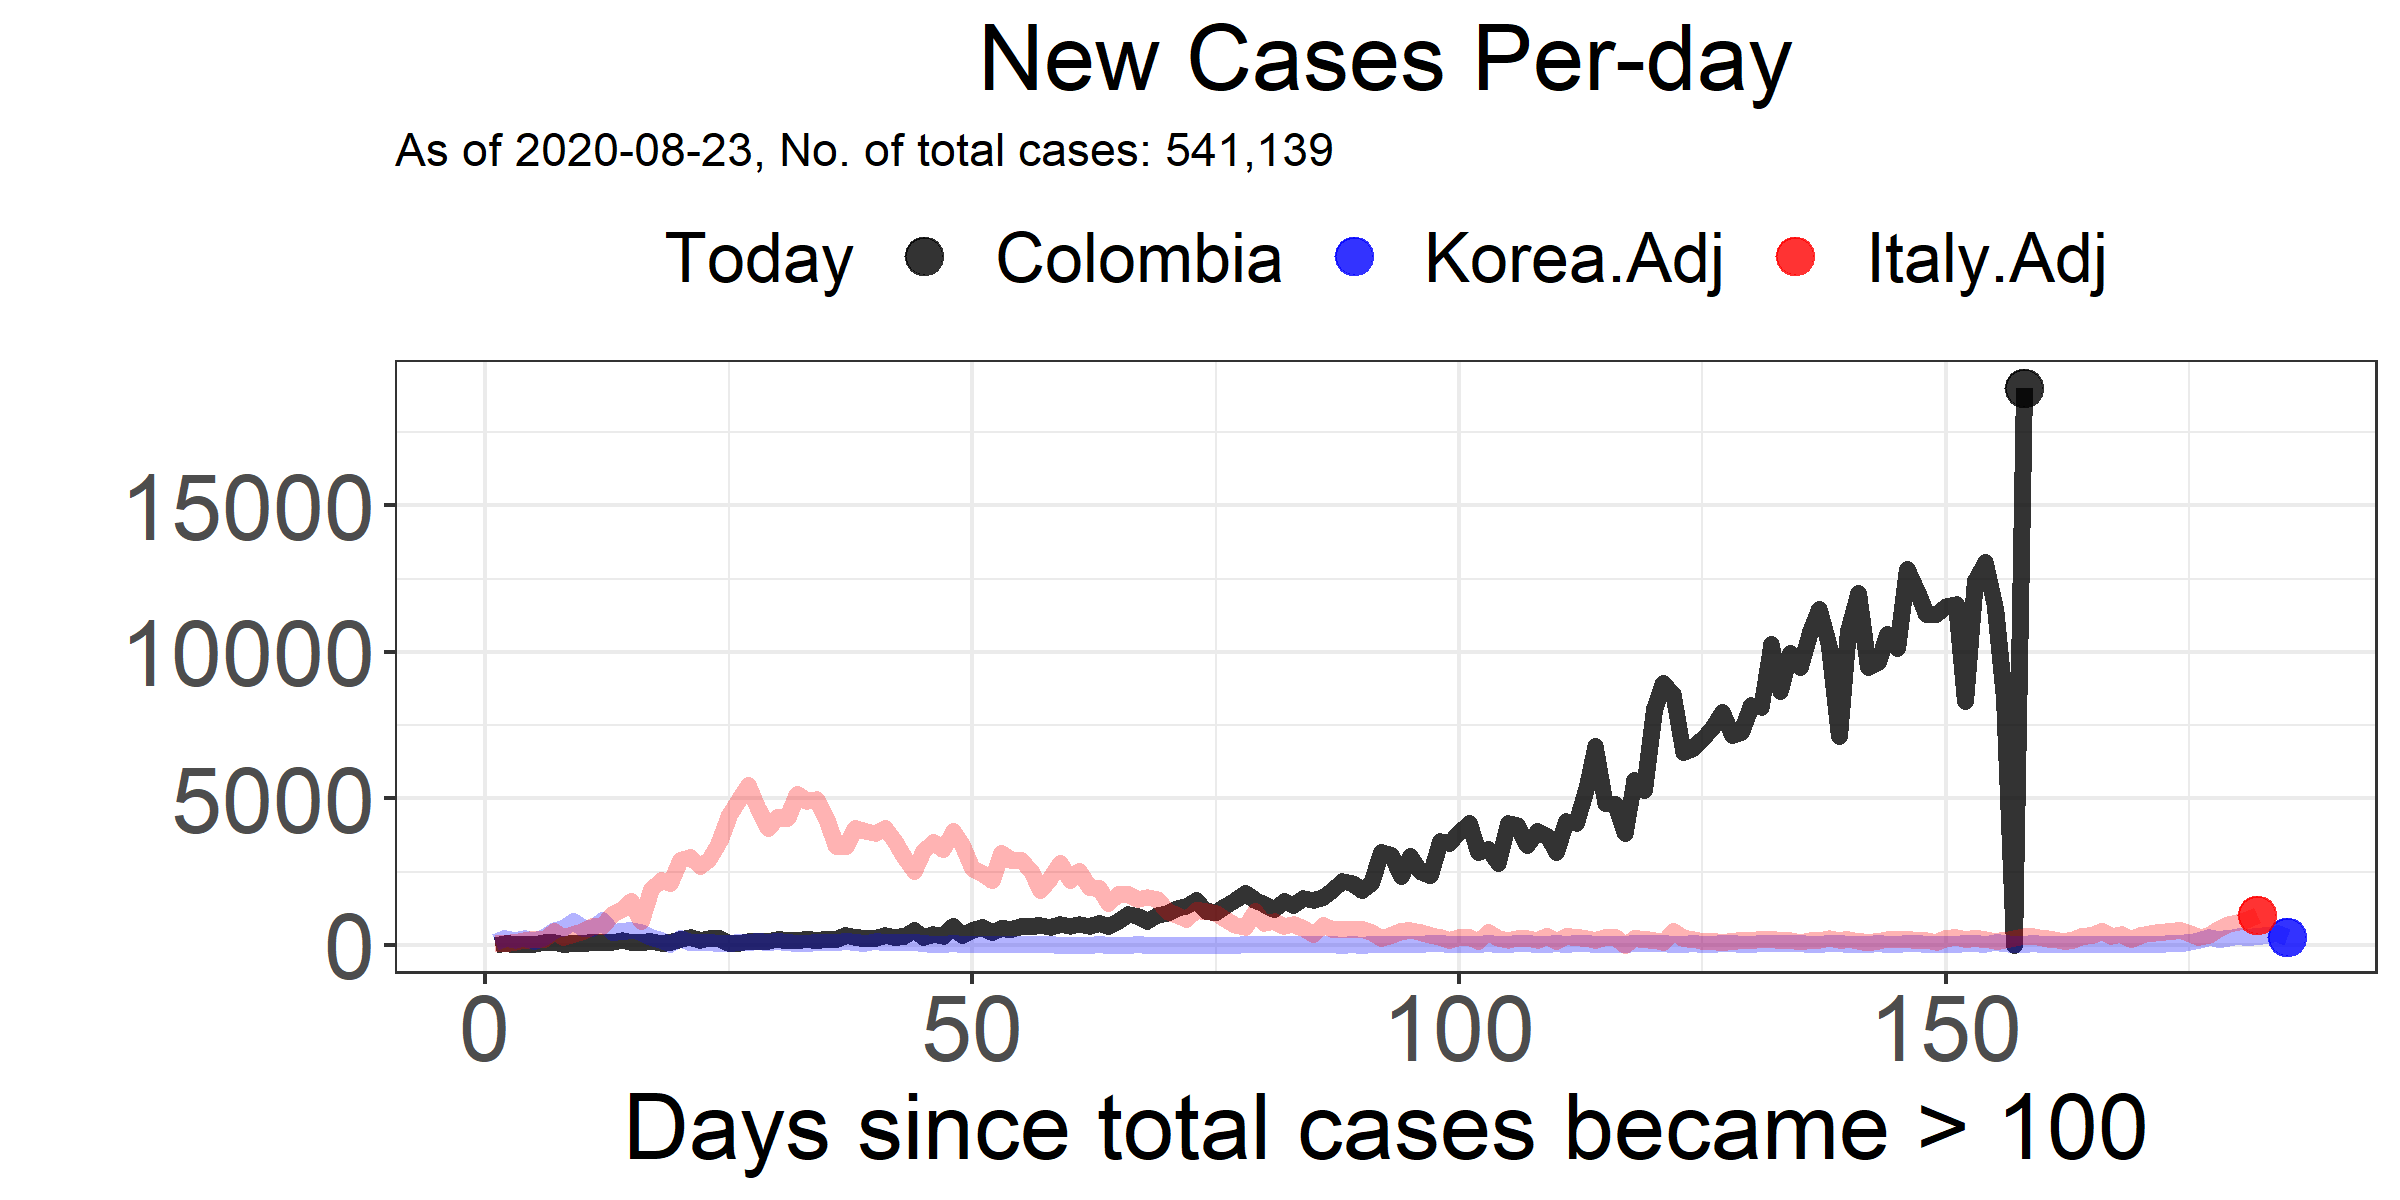 New Cases Per-day
As of 2020-08-23, No. of total cases: 541,139
Today Colombia Korea.Adj Italy.Adj
15000
10000
5000
0
0 50 100 150
Days since total cases became > 100